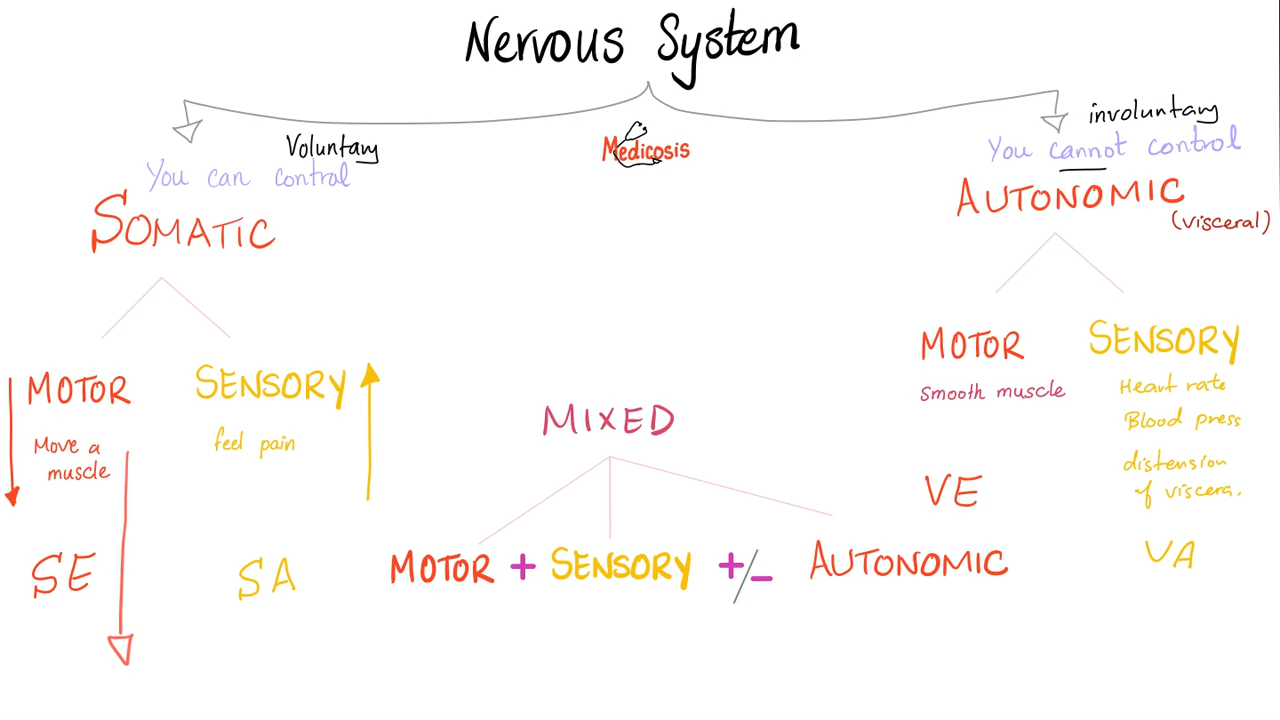 Nervous System
Voluntary
You can control
SOMATIC
Medicosis
involuntary
You cannot control
AUTONOMIC
(visceral)
MOTOR
Move a
muscle
SE
SENSORY
feel pain
SA
MIXED
MOTOR + SENSORY +/- AUTONOMIC
MOTOR
Smooth muscle
VE
SENSORY
Heart rate
Blood press
distension
of viscera.
VA